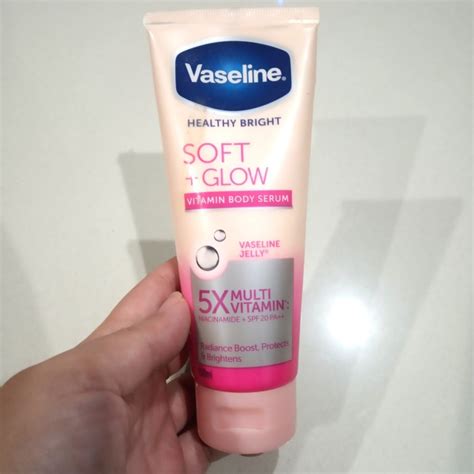 Vaseline®
HEALTHY BRIGHT
SOFT
+ GLOW
VITAMIN BODY SERUM
VASELINE
JELLY®
5X MULTI
VITAMIN*:
NIACINAMIDE + SPF 20 PA++
Radiance Boost, Protects
& Brightens